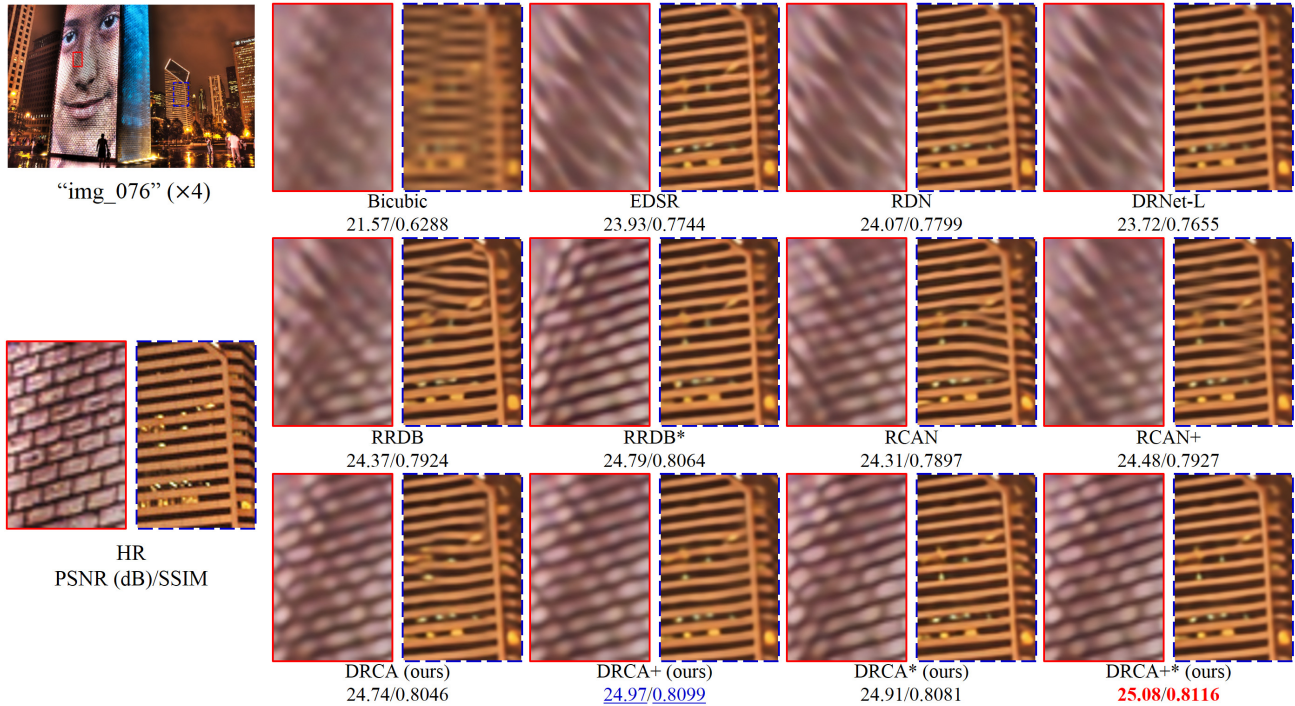 “img_076” (×4)
Bicubic
21.57/0.6288
EDSR
23.93/0.7744
RDN
24.07/0.7799
DRNet-L
23.72/0.7655
RRDB
24.37/0.7924
RRDB*
24.79/0.8064
RCAN
24.31/0.7897
RCAN+
24.48/0.7927
HR
PSNR (dB)/SSIM
DRCA (ours)
24.74/0.8046
DRCA+ (ours)
24.97/0.8099
DRCA* (ours)
24.91/0.8081
DRCA+* (ours)
25.08/0.8116